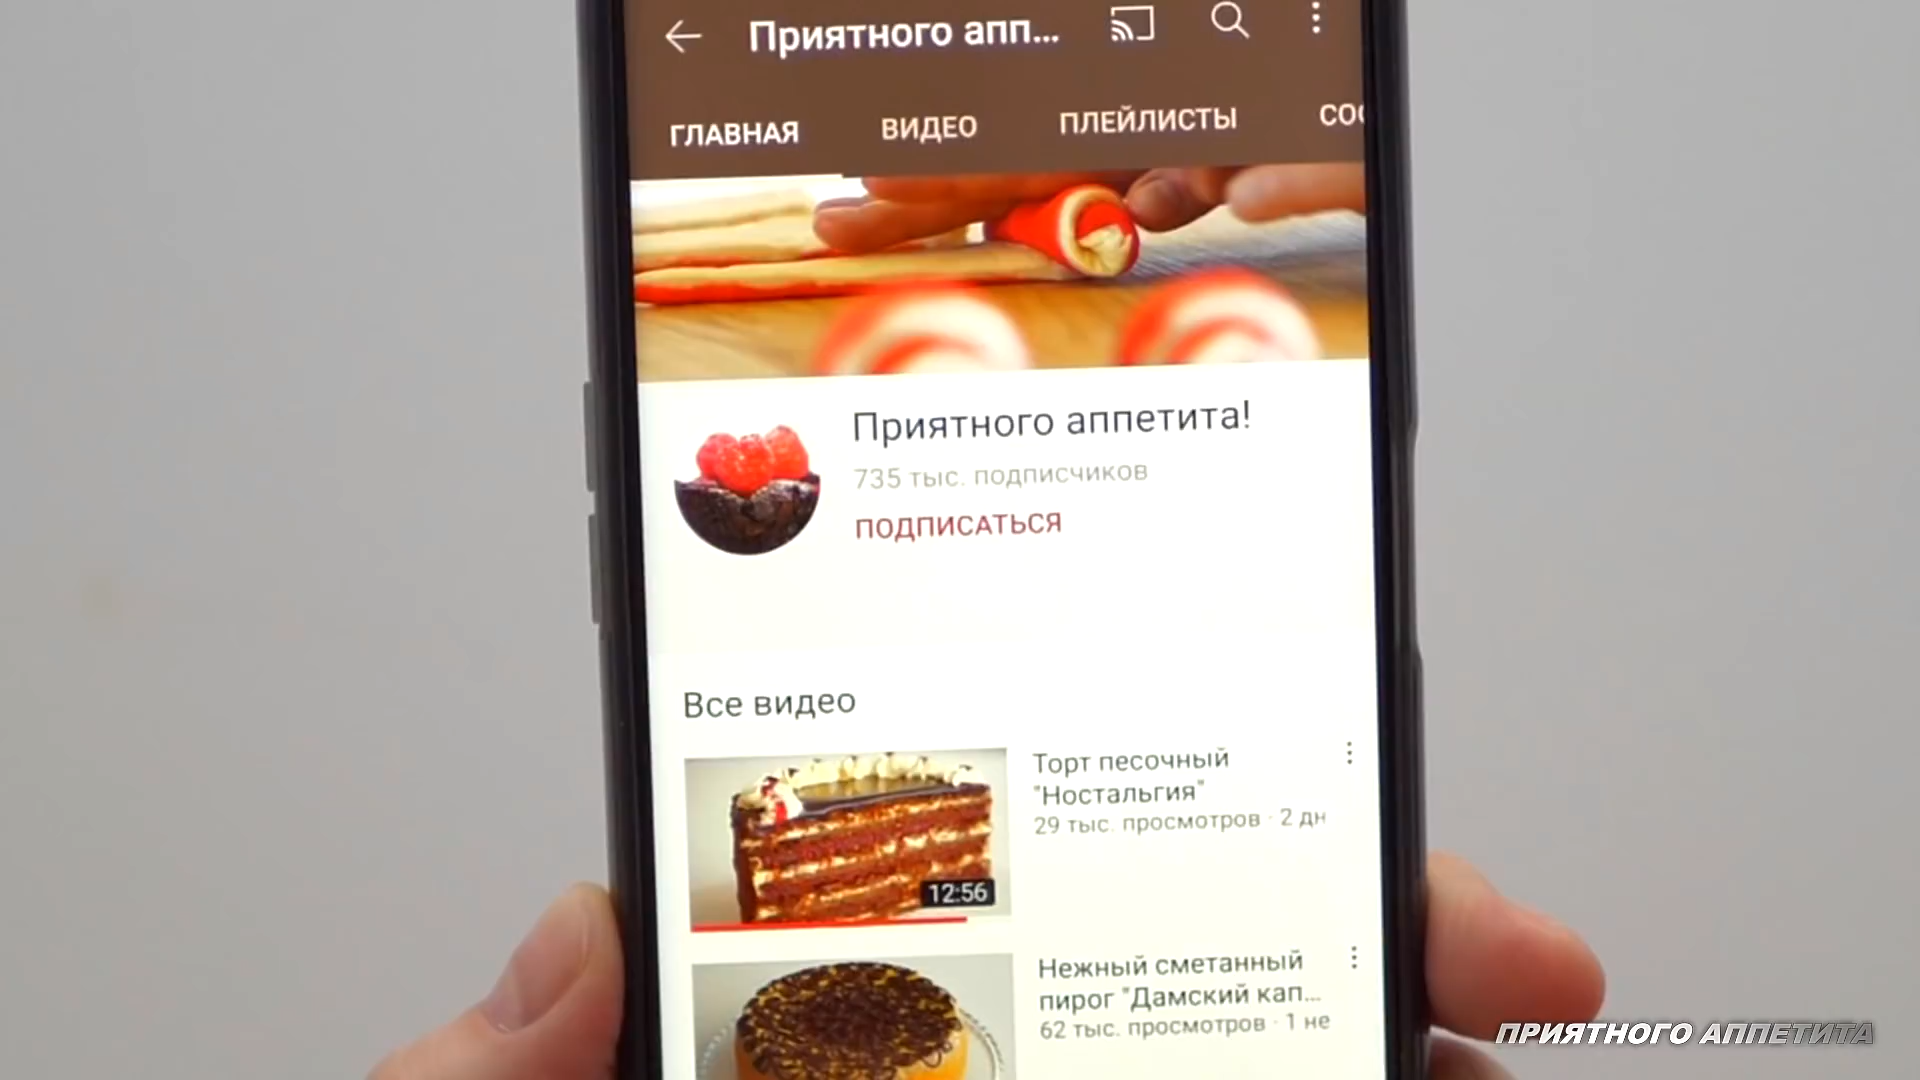 Приятного апп...
ГЛАВНАЯ ВИДЕО ПЛЕЙЛИСТЫ СОО
Приятного аппетита!
735 тыс. подписчиков
ПОДПИСАТЬСЯ
Все видео
Торт песочный
"Ностальгия"
29 тыс. просмотров · 2 дн
12:56
Нежный сметанный
пирог "Дамский кап...
62 тыс. просмотров · 1 не
ПРИЯТНОГО АППЕТИТА